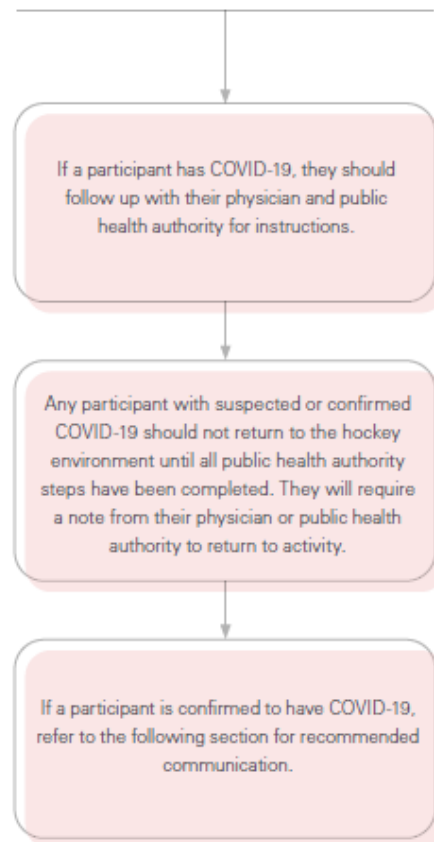 If a participant has COVID-19, they should
follow up with their physician and public
health authority for instructions.
Any participant with suspected or confirmed
COVID-19 should not return to the hockey
environment until all public health authority
steps have been completed. They will require
a note from their physician or public health
authority to return to activity.
If a participant is confirmed to have COVID-19,
refer to the following section for recommended
communication.